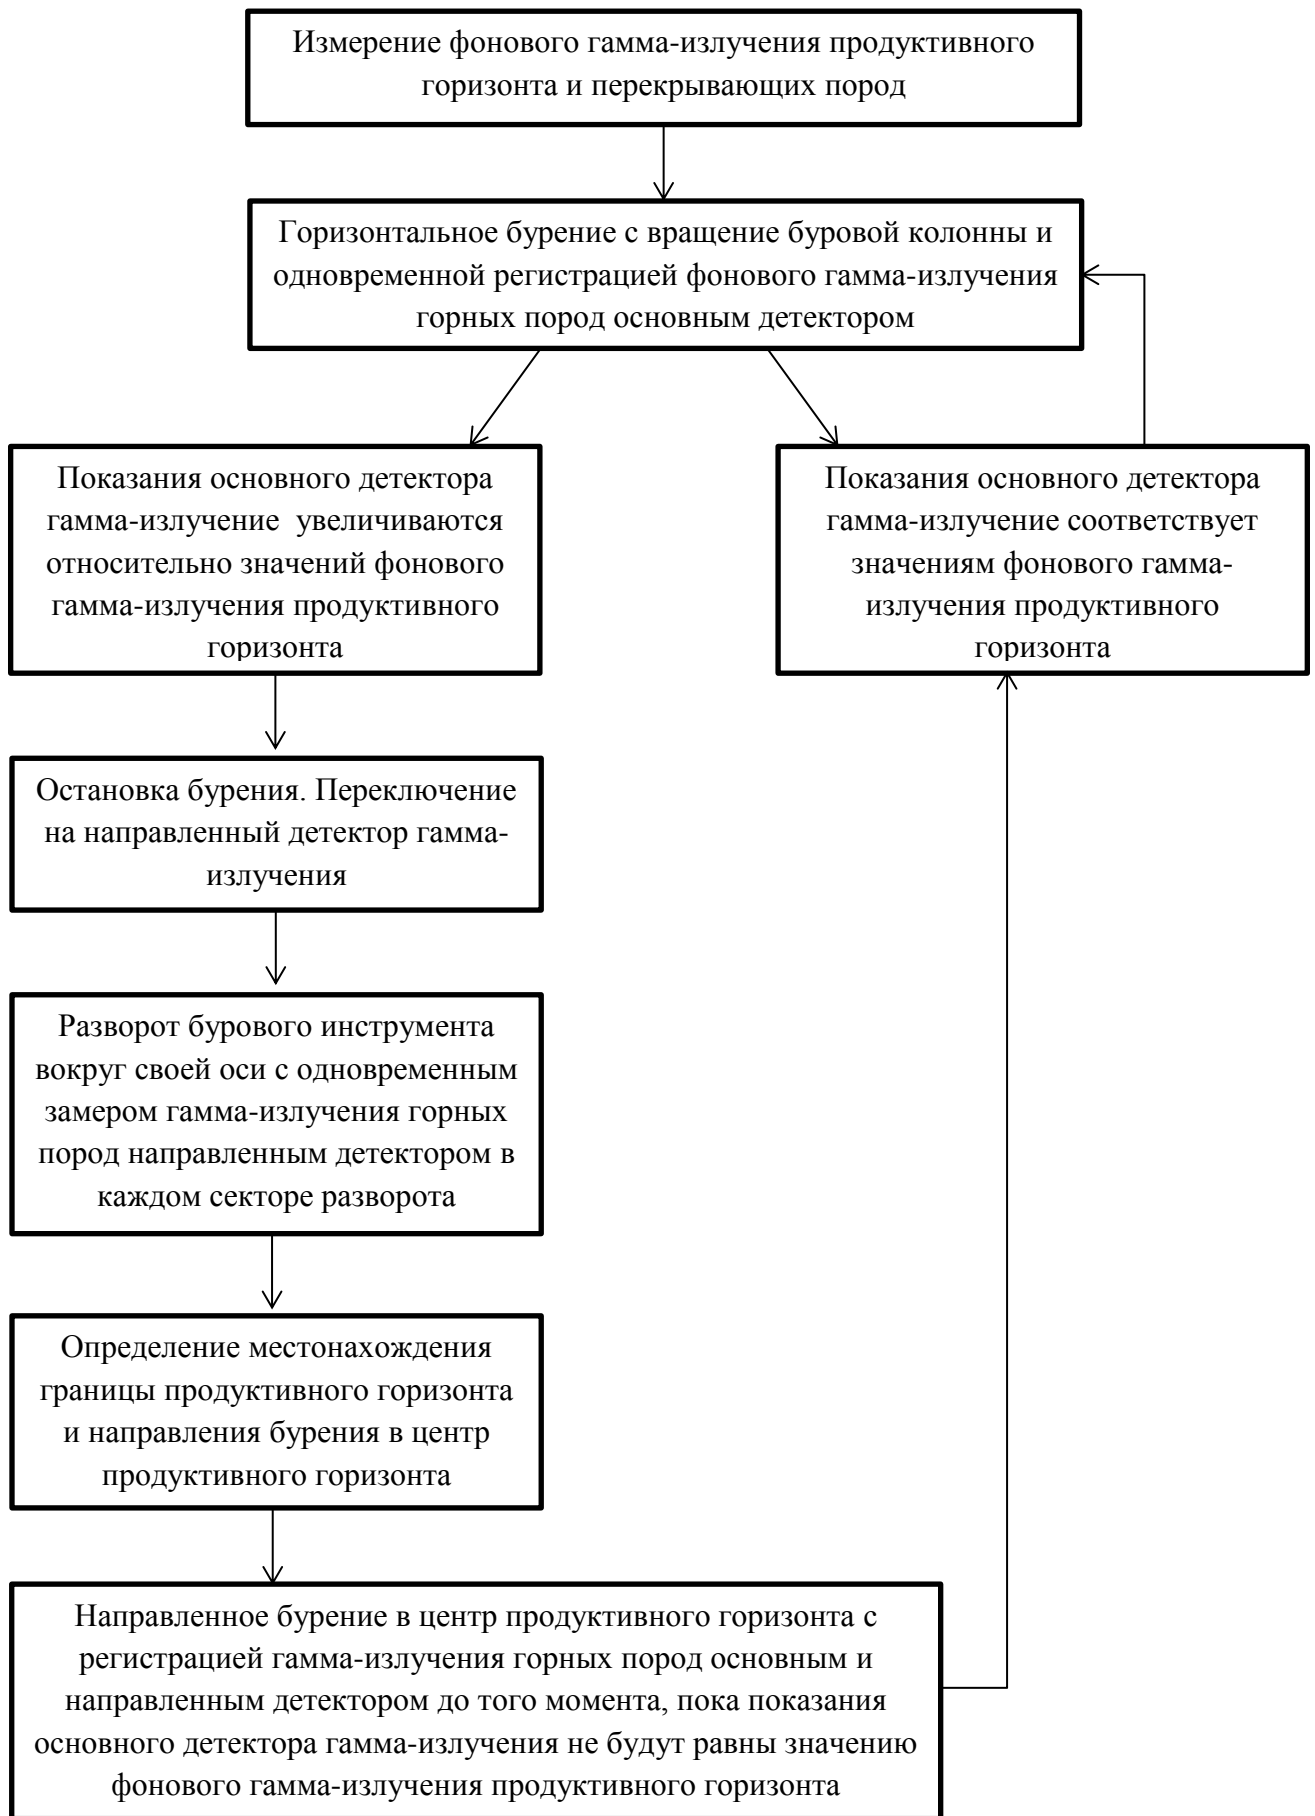 Измерение фонового гамма-излучения продуктивного
горизонта и перекрывающих пород
Горизонтальное бурение с вращение буровой колонны и
одновременной регистрацией фонового гамма-излучения
горных пород основным детектором
Показания основного детектора
гамма-излучение увеличиваются
относительно значений фонового
гамма-излучения продуктивного
горизонта
Показания основного детектора
гамма-излучение соответствует
значениям фонового гамма-
излучения продуктивного
горизонта
Остановка бурения. Переключение
на направленный детектор гамма-
излучения
Разворот бурового инструмента
вокруг своей оси с одновременным
замером гамма-излучения горных
пород направленным детектором в
каждом секторе разворота
Определение местонахождения
границы продуктивного горизонта
и направления бурения в центр
продуктивного горизонта
Направленное бурение в центр продуктивного горизонта с
регистрацией гамма-излучения горных пород основным и
направленным детектором до того момента, пока показания
основного детектора гамма-излучения не будут равны значению
фонового гамма-излучения продуктивного горизонта